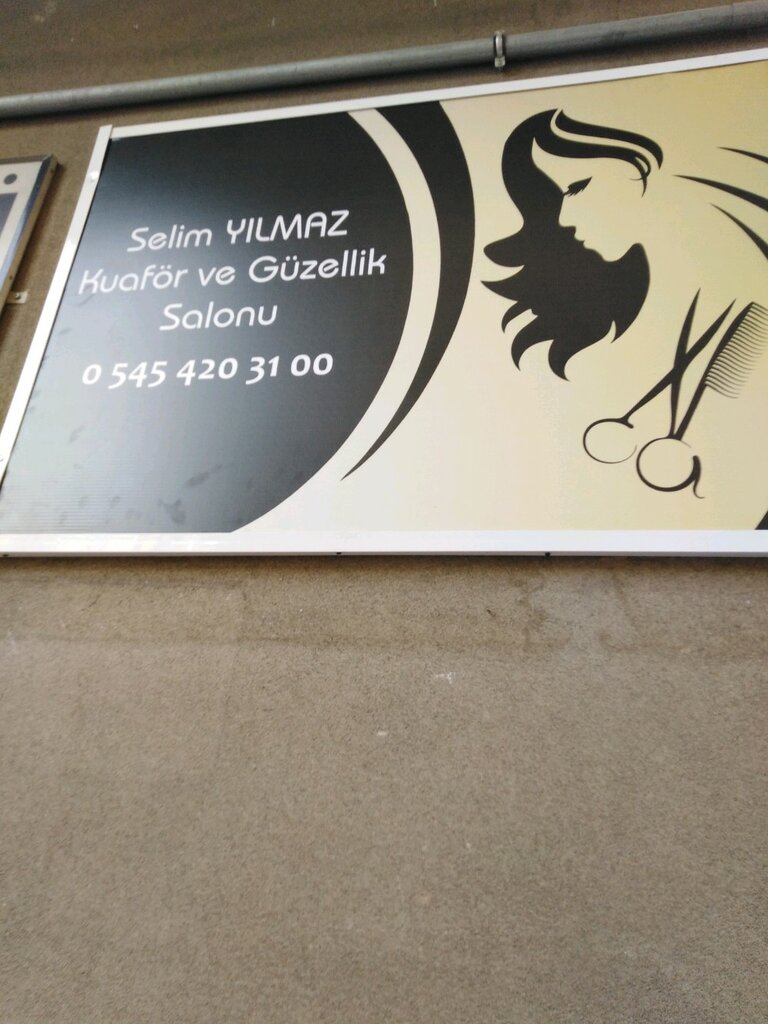 Selim YILMAZ
Kuaför ve Güzellik
Salonu
0 545 420 31 00